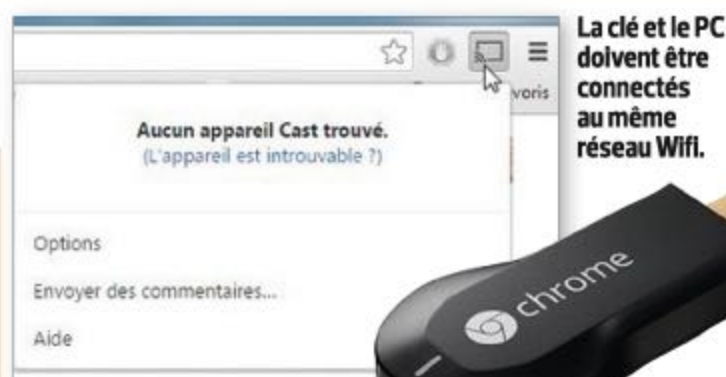 La clé et le PC
doivent être
connectés
au même
réseau Wifi.
voris
Aucun appareil Cast trouvé.
(L'appareil est introuvable ?)
Options
Envoyer des commentaires...
Aide
chrome